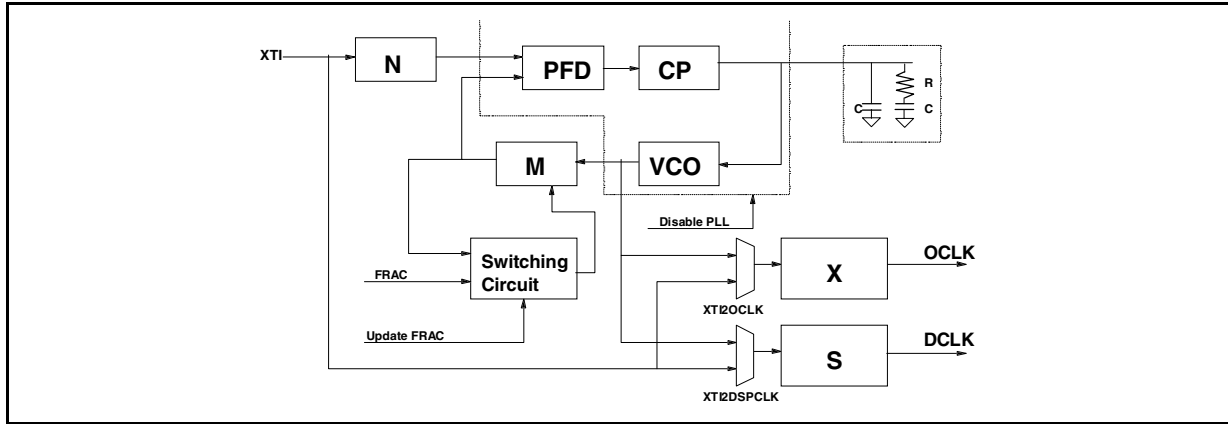 XTI
N
PFD
CP
R
C
C
M
VCO
Disable PLL
Switching
Circuit
FRAC
Update FRAC
X
OCLK
XTI2OCLK
S
DCLK
XTI2DSPCLK